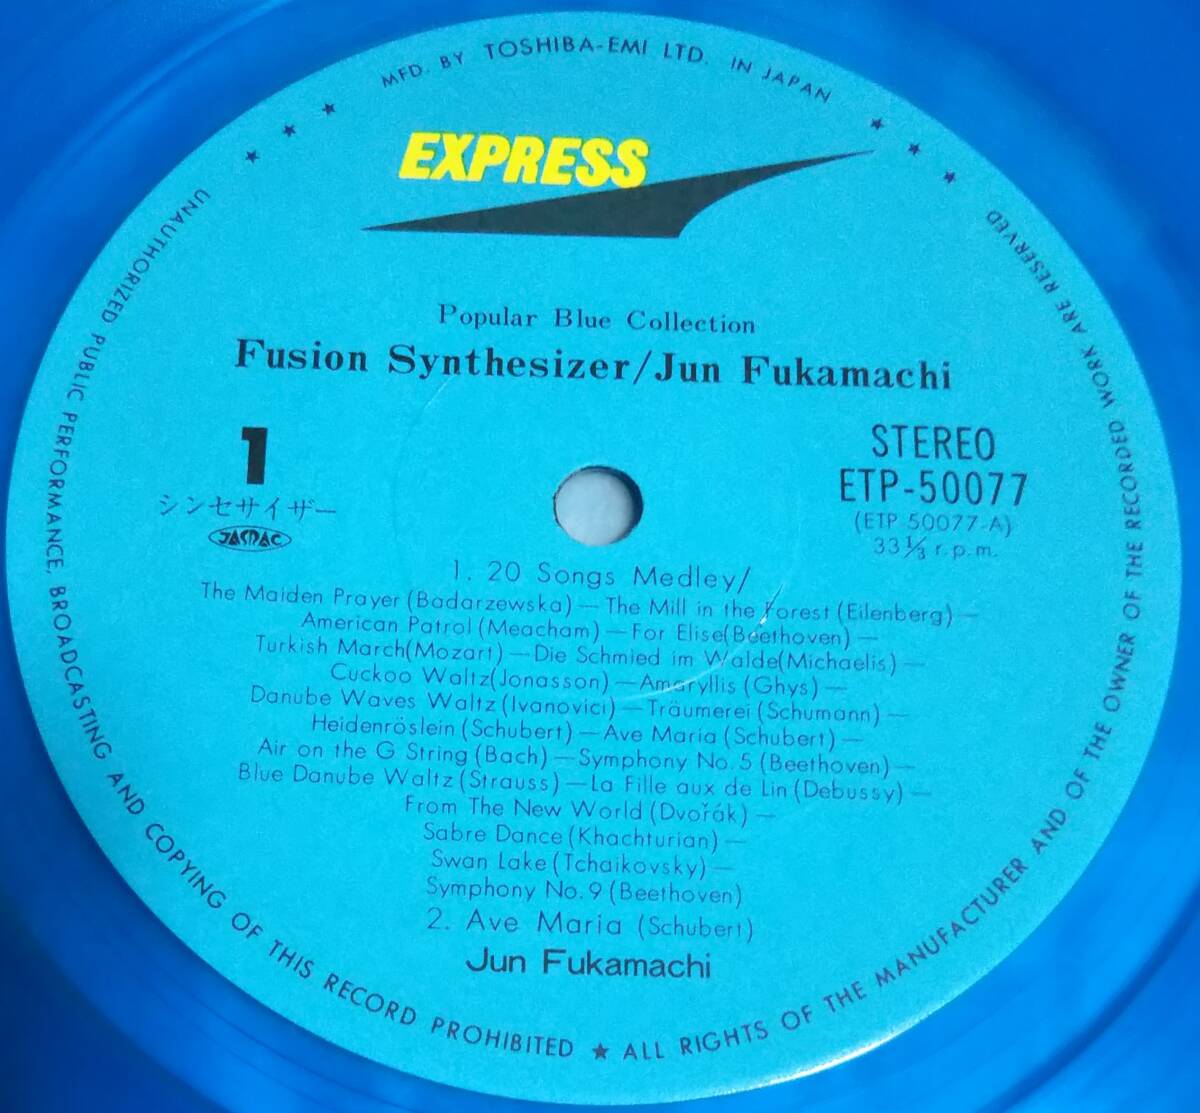 MFD. BY TOSHIBA-EMI LTD. IN JAPAN
EXPRESS
Popular Blue Collection
Fusion Synthesizer/Jun Fukamachi
1
シンセサイザー
JASRAC
STEREO
ETP-50077
(ETP 50077-A)
33⅓ r.p.m.
1. 20 Songs Medley/
The Maiden Prayer (Badarzewska) — The Mill in the Forest (Eilenberg) —
American Patrol (Meacham) — For Elise(Beethoven) —
Turkish March(Mozart) — Die Schmied im Walde(Michaelis) —
Cuckoo Waltz(Jonasson) — Amaryllis (Ghys) —
Danube Waves Waltz (Ivanovici) — Träumerei (Schumann) —
Heidenröslein (Schubert) — Ave Maria (Schubert) —
Air on the G String (Bach) — Symphony No. 5 (Beethoven) —
Blue Danube Waltz (Strauss) — La Fille aux de Lin (Debussy) —
From The New World (Dvořák) —
Sabre Dance (Khachturian) —
Swan Lake (Tchaikovsky) —
Symphony No. 9 (Beethoven)
2. Ave Maria (Schubert)
Jun Fukamachi
UNAUTHORIZED PUBLIC PERFORMANCE, BROADCASTING AND COPYING OF THIS RECORD PROHIBITED ★ ALL RIGHTS OF THE MANUFACTURER AND OF THE OWNER OF THE RECORDED WORK ARE RESERVED